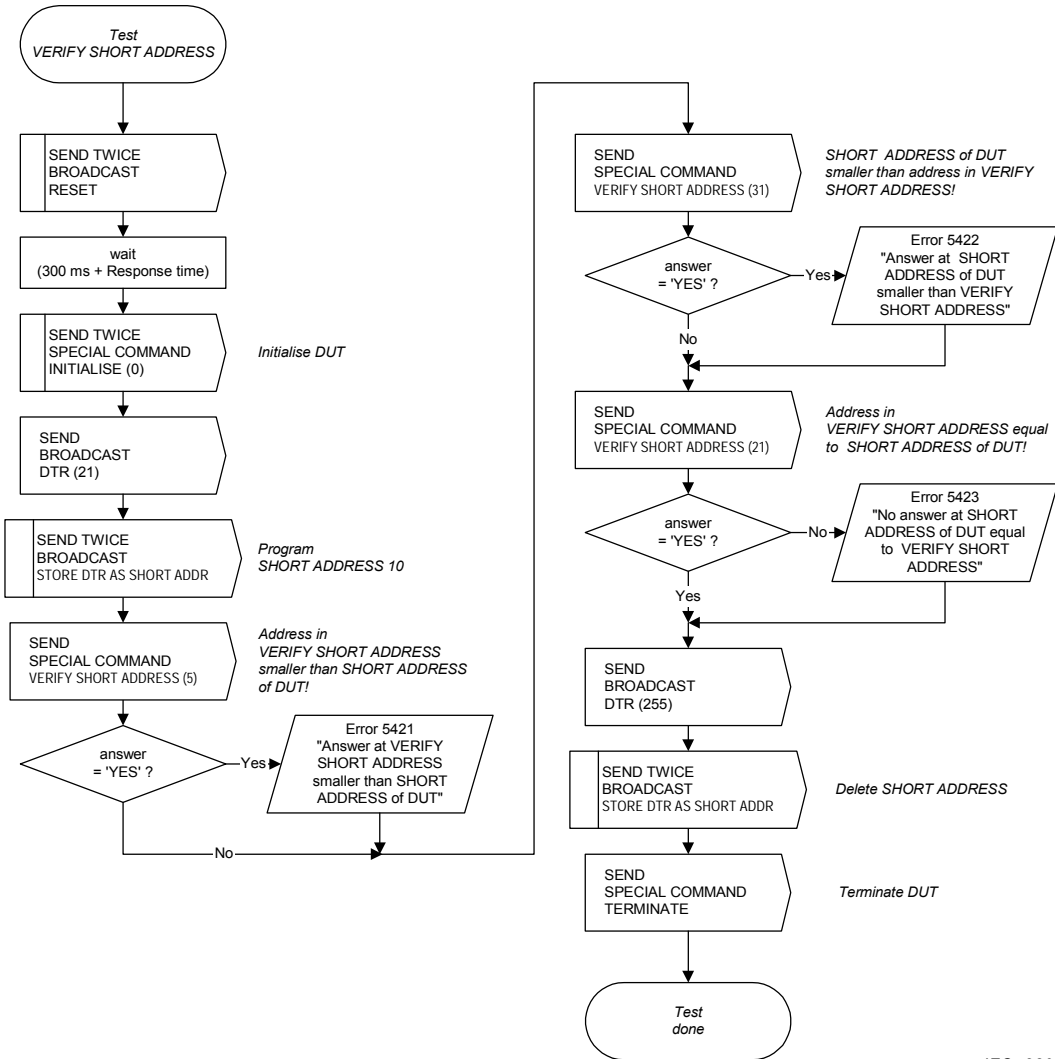 Test
VERIFY SHORT ADDRESS
SEND TWICE
BROADCAST
RESET
wait
(300 ms + Response time)
SEND TWICE
SPECIAL COMMAND
INITIALISE (0)
Initialise DUT
SEND
BROADCAST
DTR (21)
SEND TWICE
BROADCAST
STORE DTR AS SHORT ADDR
Program
SHORT ADDRESS 10
SEND
SPECIAL COMMAND
VERIFY SHORT ADDRESS (5)
Address in
VERIFY SHORT ADDRESS
smaller than SHORT ADDRESS
of DUT!
answer
= 'YES' ?
Yes
Error 5421
"Answer at VERIFY
SHORT ADDRESS
smaller than SHORT
ADDRESS of DUT"
No
SEND
SPECIAL COMMAND
VERIFY SHORT ADDRESS (31)
SHORT ADDRESS of DUT
smaller than address in VERIFY
SHORT ADDRESS!
answer
= 'YES' ?
Yes
Error 5422
"Answer at SHORT
ADDRESS of DUT
smaller than VERIFY
SHORT ADDRESS"
No
SEND
SPECIAL COMMAND
VERIFY SHORT ADDRESS (21)
Address in
VERIFY SHORT ADDRESS equal
to SHORT ADDRESS of DUT!
answer
= 'YES' ?
No
Error 5423
"No answer at SHORT
ADDRESS of DUT equal
to VERIFY SHORT
ADDRESS"
Yes
SEND
BROADCAST
DTR (255)
SEND TWICE
BROADCAST
STORE DTR AS SHORT ADDR
Delete SHORT ADDRESS
SEND
SPECIAL COMMAND
TERMINATE
Terminate DUT
Test
done